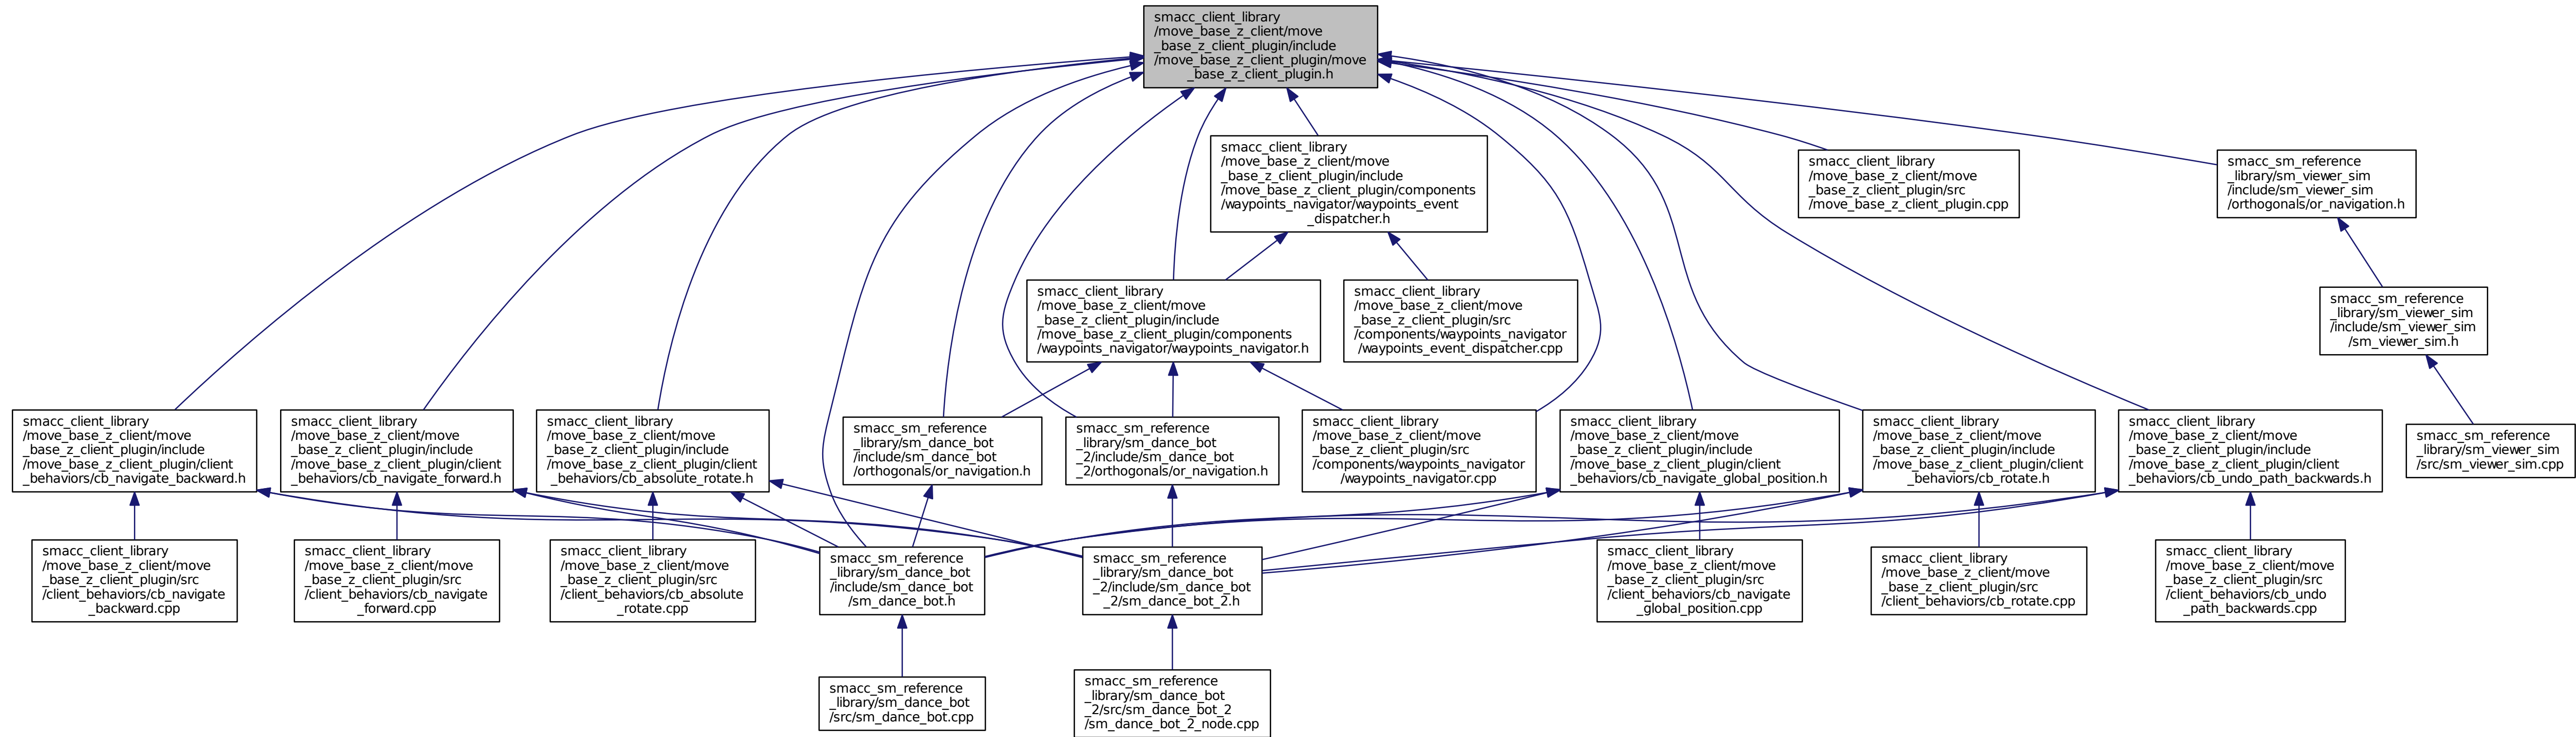 smacc_client_library
/move_base_z_client/move
_base_z_client_plugin/include
/move_base_z_client_plugin/move
_base_z_client_plugin.h
smacc_client_library
/move_base_z_client/move
_base_z_client_plugin/include
/move_base_z_client_plugin/components
/waypoints_navigator/waypoints_event
_dispatcher.h
smacc_client_library
/move_base_z_client/move
_base_z_client_plugin/src
/move_base_z_client_plugin.cpp
smacc_sm_reference
_library/sm_viewer_sim
/include/sm_viewer_sim
/orthogonals/or_navigation.h
smacc_client_library
/move_base_z_client/move
_base_z_client_plugin/include
/move_base_z_client_plugin/components
/waypoints_navigator/waypoints_navigator.h
smacc_client_library
/move_base_z_client/move
_base_z_client_plugin/src
/components/waypoints_navigator
/waypoints_event_dispatcher.cpp
smacc_sm_reference
_library/sm_viewer_sim
/include/sm_viewer_sim
/sm_viewer_sim.h
smacc_client_library
/move_base_z_client/move
_base_z_client_plugin/include
/move_base_z_client_plugin/client
_behaviors/cb_navigate_backward.h
smacc_client_library
/move_base_z_client/move
_base_z_client_plugin/include
/move_base_z_client_plugin/client
_behaviors/cb_navigate_forward.h
smacc_client_library
/move_base_z_client/move
_base_z_client_plugin/include
/move_base_z_client_plugin/client
_behaviors/cb_absolute_rotate.h
smacc_sm_reference
_library/sm_dance_bot
/include/sm_dance_bot
/orthogonals/or_navigation.h
smacc_sm_reference
_library/sm_dance_bot
_2/include/sm_dance_bot
_2/orthogonals/or_navigation.h
smacc_client_library
/move_base_z_client/move
_base_z_client_plugin/src
/components/waypoints_navigator
/waypoints_navigator.cpp
smacc_client_library
/move_base_z_client/move
_base_z_client_plugin/include
/move_base_z_client_plugin/client
_behaviors/cb_navigate_global_position.h
smacc_client_library
/move_base_z_client/move
_base_z_client_plugin/include
/move_base_z_client_plugin/client
_behaviors/cb_rotate.h
smacc_client_library
/move_base_z_client/move
_base_z_client_plugin/include
/move_base_z_client_plugin/client
_behaviors/cb_undo_path_backwards.h
smacc_sm_reference
_library/sm_viewer_sim
/src/sm_viewer_sim.cpp
smacc_client_library
/move_base_z_client/move
_base_z_client_plugin/src
/client_behaviors/cb_navigate
_backward.cpp
smacc_client_library
/move_base_z_client/move
_base_z_client_plugin/src
/client_behaviors/cb_navigate
_forward.cpp
smacc_client_library
/move_base_z_client/move
_base_z_client_plugin/src
/client_behaviors/cb_absolute
_rotate.cpp
smacc_sm_reference
_library/sm_dance_bot
/include/sm_dance_bot
/sm_dance_bot.h
smacc_sm_reference
_library/sm_dance_bot
_2/include/sm_dance_bot
_2/sm_dance_bot_2.h
smacc_client_library
/move_base_z_client/move
_base_z_client_plugin/src
/client_behaviors/cb_navigate
_global_position.cpp
smacc_client_library
/move_base_z_client/move
_base_z_client_plugin/src
/client_behaviors/cb_rotate.cpp
smacc_client_library
/move_base_z_client/move
_base_z_client_plugin/src
/client_behaviors/cb_undo
_path_backwards.cpp
smacc_sm_reference
_library/sm_dance_bot
/src/sm_dance_bot.cpp
smacc_sm_reference
_library/sm_dance_bot
_2/src/sm_dance_bot_2
/sm_dance_bot_2_node.cpp